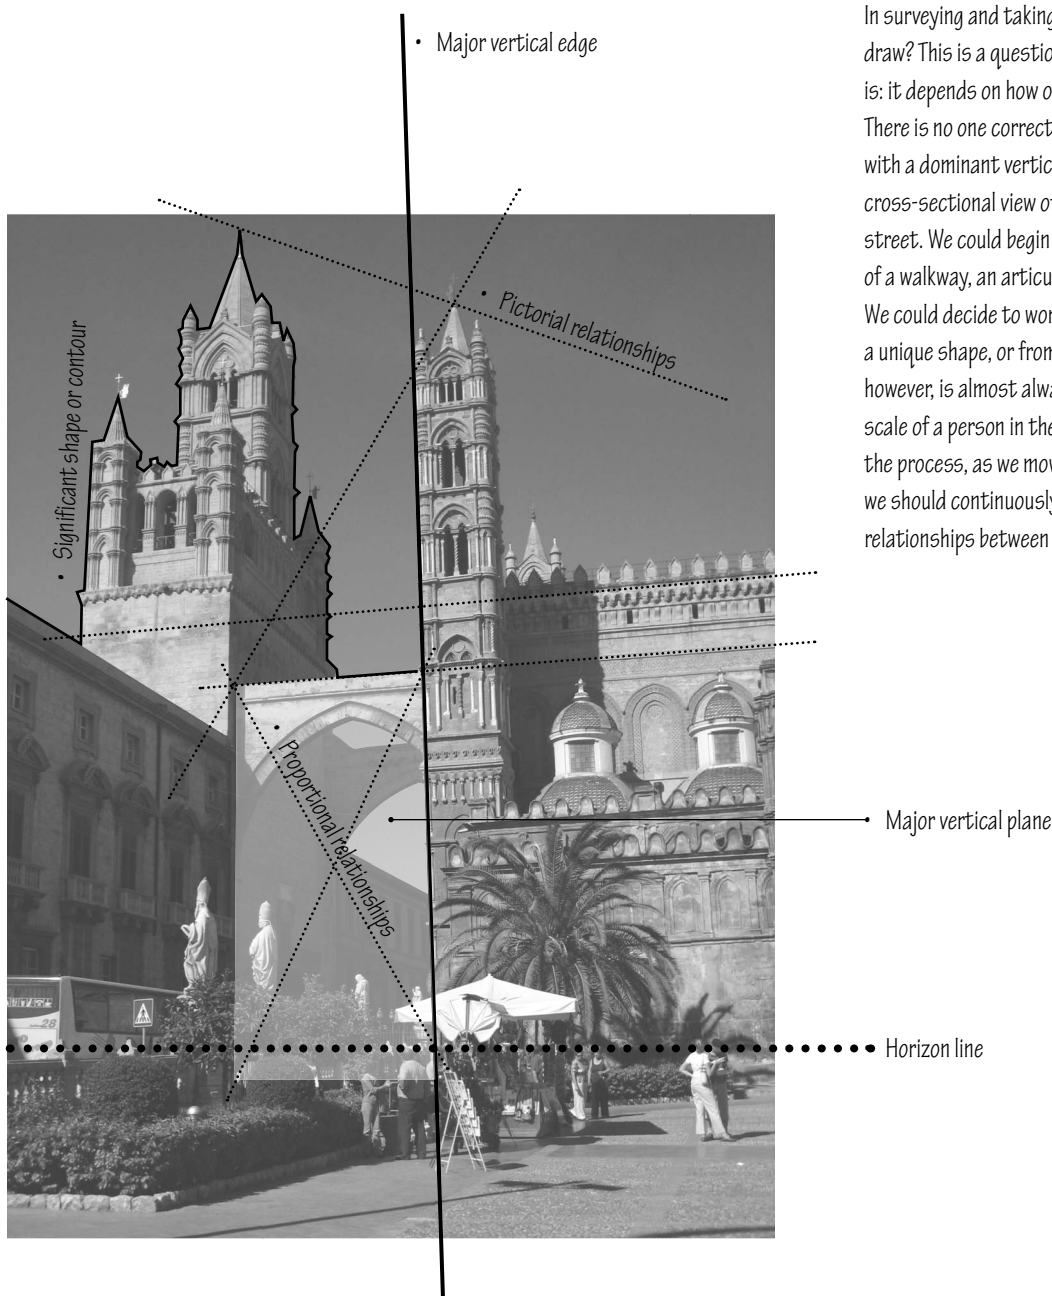 Major vertical edge
Pictorial relationships
Significant shape or contour
Proportional relationships
28
Major vertical plane
Horizon line
In surveying and taking
draw? This is a questio
is: it depends on how o
There is no one correct
with a dominant vertic
cross-sectional view of
street. We could begin
of a walkway, an articu
We could decide to wor
a unique shape, or from
however, is almost alwa
scale of a person in the
the process, as we mov
we should continuously
relationships between